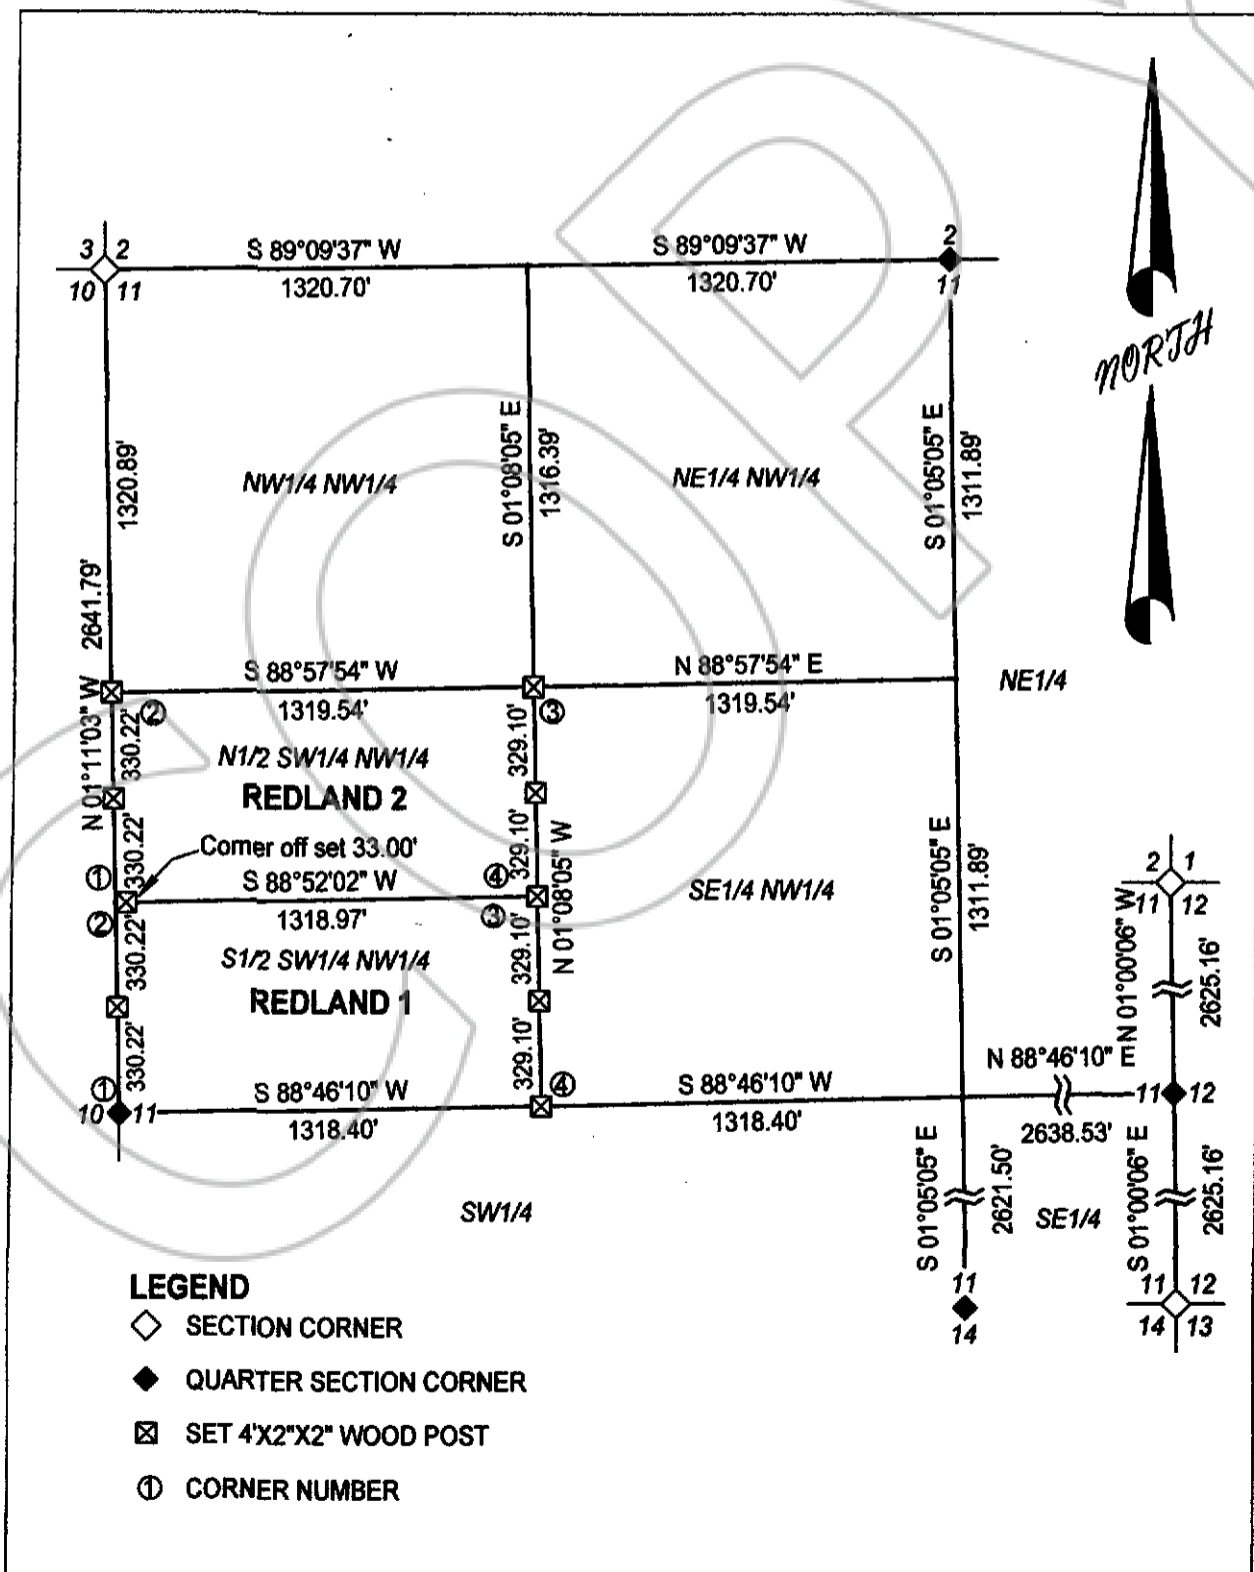 3 2
10 11
S 89°09'37" W
1320.70'
S 89°09'37" W
1320.70'
2
11
NORTH
1320.89'
2641.79'
N 01°11'03" W
NW1/4 NW1/4
S 01°08'05" E
1316.39'
NE1/4 NW1/4
S 01°05'05" E
1311.89'
S 88°57'54" W
1319.54'
N 88°57'54" E
1319.54'
NE1/4
2
3
330.22'
329.10'
N1/2 SW1/4 NW1/4
REDLAND 2
330.22'
329.10'
Corner off set 33.00'
1
4
S 88°52'02" W
1318.97'
2
3
N 01°08'05" W
SE1/4 NW1/4
S 01°05'05" E
1311.89'
330.22'
329.10'
S1/2 SW1/4 NW1/4
REDLAND 1
330.22'
329.10'
1
4
10 11
S 88°46'10" W
1318.40'
S 88°46'10" W
1318.40'
2 1
11 12
N 01°00'06" W
2625.16'
N 88°46'10" E
2638.53'
11 12
S 01°05'05" E
2621.50'
S 01°00'06" E
2625.16'
SW1/4
SE1/4
11
14
11 12
14 13
LEGEND
SECTION CORNER
QUARTER SECTION CORNER
SET 4'X2"X2" WOOD POST
1 CORNER NUMBER
COP